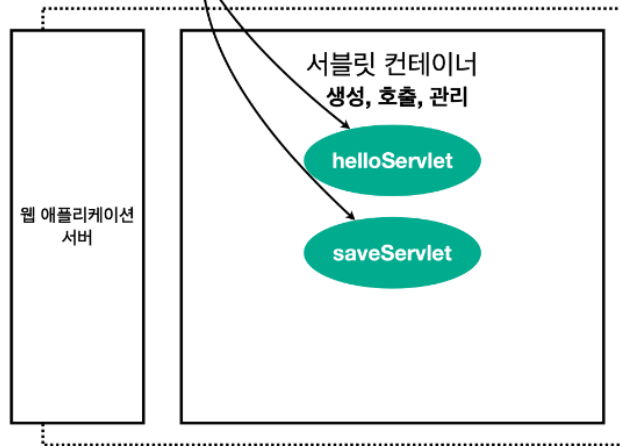 서블릿 컨테이너
생성, 호출, 관리
helloServlet
웹 애플리케이션
서버
saveServlet